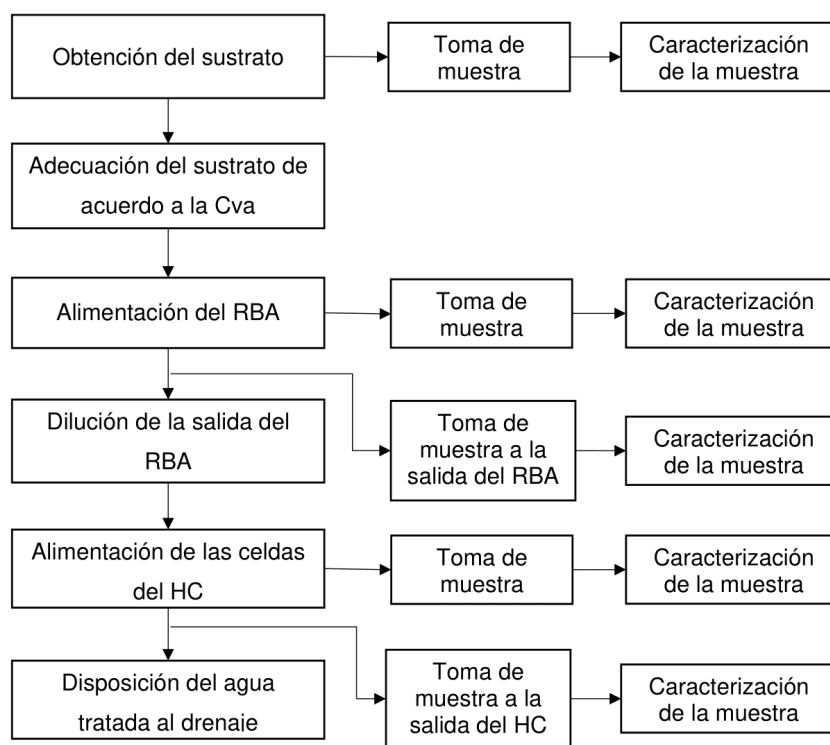 Obtención del sustrato
Toma de
muestra
Caracterización
de la muestra
Adecuación del sustrato de
acuerdo a la Cva
Alimentación del RBA
Toma de
muestra
Caracterización
de la muestra
Dilución de la salida del
RBA
Toma de
muestra a la
salida del RBA
Caracterización
de la muestra
Alimentación de las celdas
del HC
Toma de
muestra
Caracterización
de la muestra
Disposición del agua
tratada al drenaje
Toma de
muestra a la
salida del HC
Caracterización
de la muestra